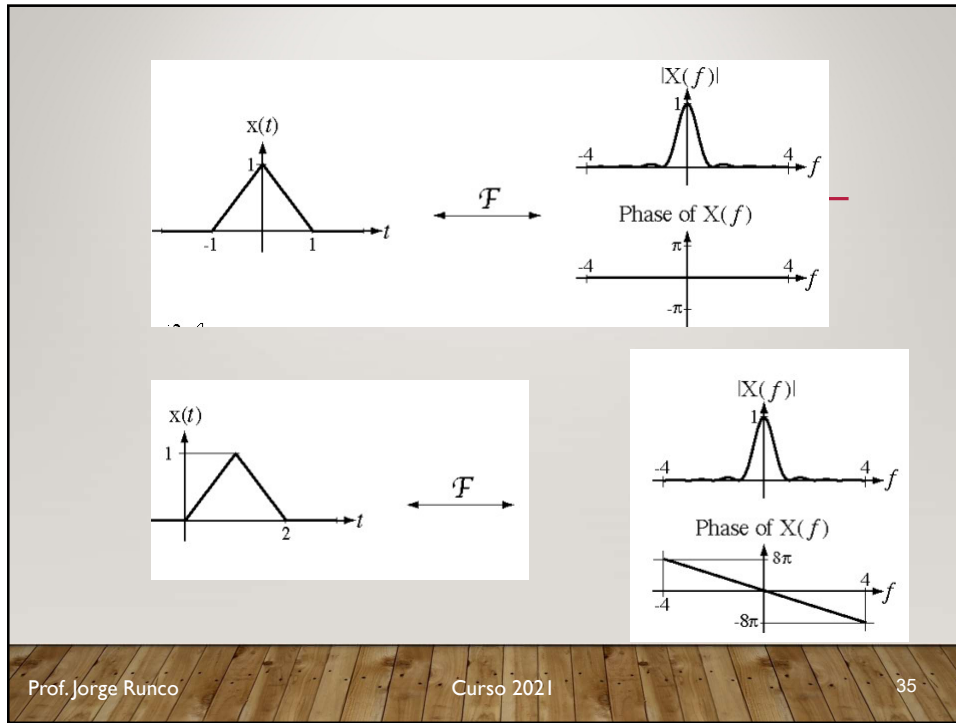 |X(f)|
1
-4 4 f
x(t)
1
-1 1 t
ℱ
Phase of X(f)
π
-4 4 f
-π
x(t)
1
2 t
ℱ
|X(f)|
1
-4 4 f
Phase of X(f)
8π
-4 4 f
-8π
Prof. Jorge Runco Curso 2021 35